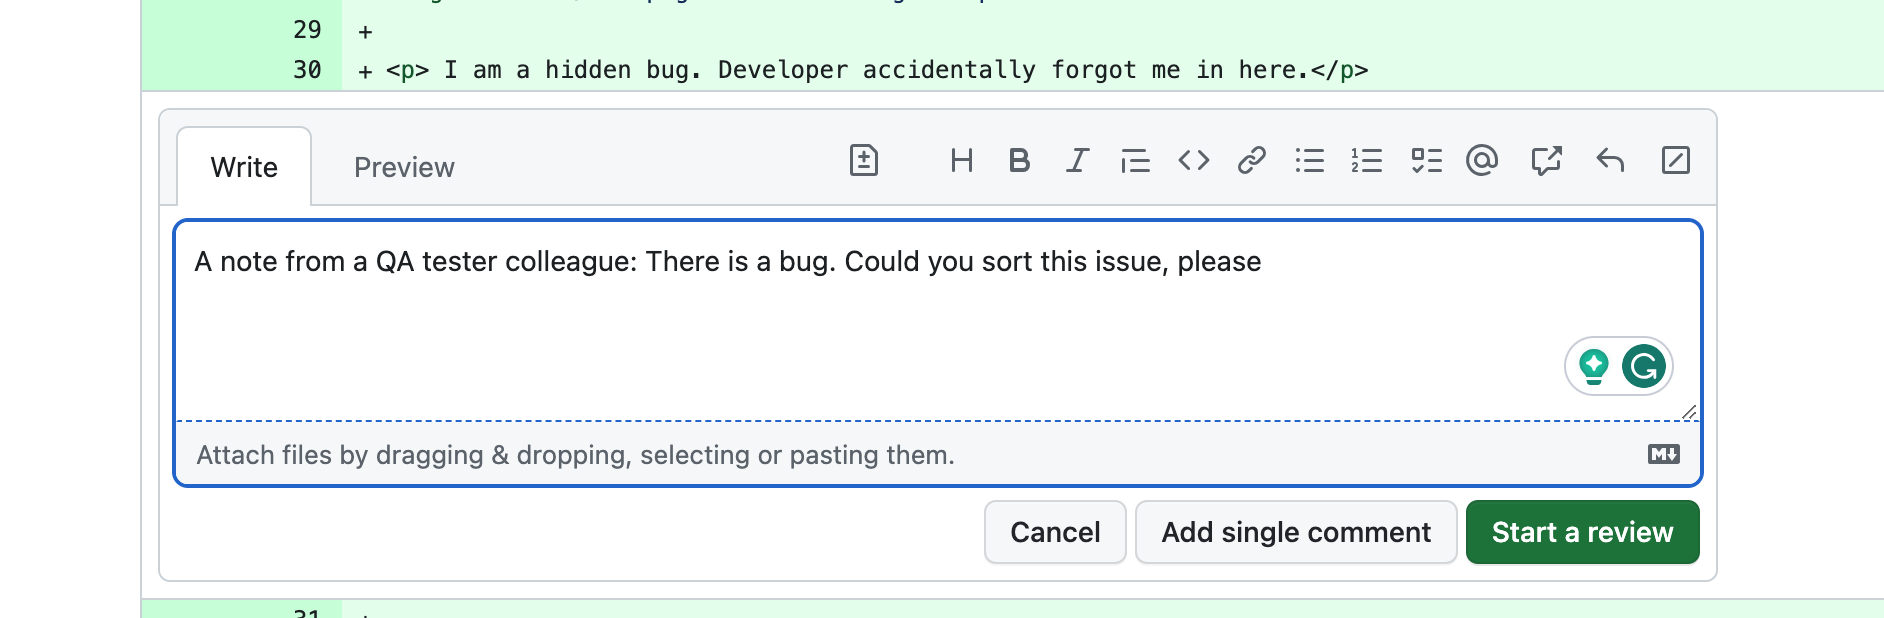 29 +
30 + <p> I am a hidden bug. Developer accidentally forgot me in here.</p>
Write Preview
A note from a QA tester colleague: There is a bug. Could you sort this issue, please
Attach files by dragging & dropping, selecting or pasting them.
Cancel Add single comment Start a review
31 +